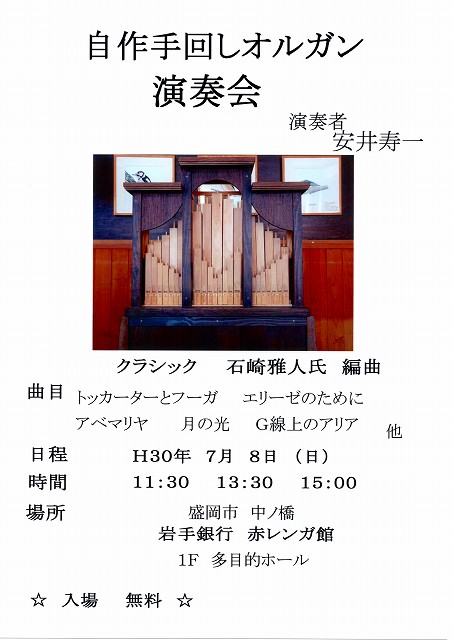 自作手回しオルガン
演奏会
演奏者
安井寿一
クラシック 石崎雅人氏 編曲
曲目 トッカーターとフーガ エリーゼのために
アベマリヤ 月の光 G線上のアリア 他
日程 H30年 7月 8日 (日)
時間 11:30 13:30 15:00
場所 盛岡市 中ノ橋
岩手銀行 赤レンガ館
1F 多目的ホール
☆ 入場 無料 ☆